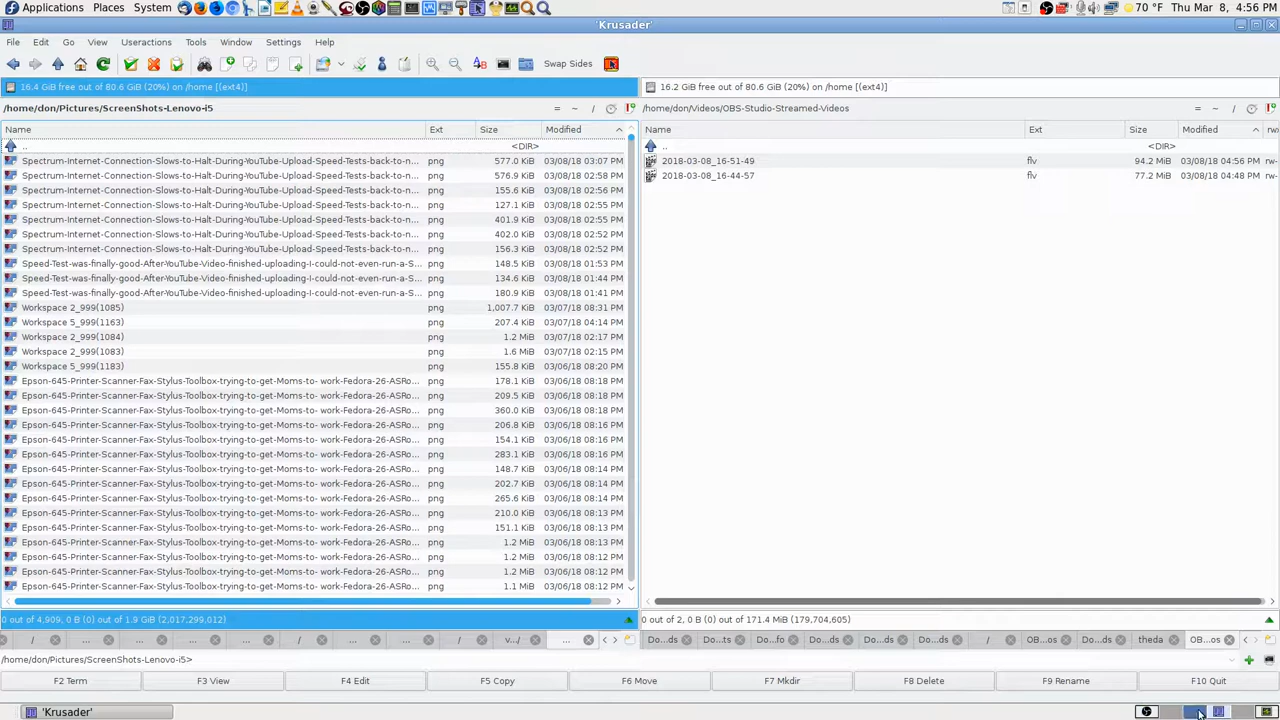 Applications Places System 70 °F Thu Mar 8, 4:56 PM
'Krusader'
File Edit Go View Useractions Tools Window Settings Help
Swap Sides
16.4 GiB free out of 80.6 GiB (20%) on /home [(ext4)] 16.2 GiB free out of 80.6 GiB (20%) on /home [(ext4)]
/home/don/Pictures/ScreenShots-Lenovo-i5 = ~ / /home/don/Videos/OBS-Studio-Streamed-Videos = ~ /
Name Ext Size Modified Name Ext Size Modified rw
.. <DIR> .. <DIR>
Spectrum-Internet-Connection-Slows-to-Halt-During-YouTube-Upload-Speed-Tests-back-to-n... png 577.0 KiB 03/08/18 03:07 PM 2018-03-08_16-51-49 flv 94.2 MiB 03/08/18 04:56 PM rw-
Spectrum-Internet-Connection-Slows-to-Halt-During-YouTube-Upload-Speed-Tests-back-to-n... png 576.9 KiB 03/08/18 02:58 PM 2018-03-08_16-44-57 flv 77.2 MiB 03/08/18 04:48 PM rw-
Spectrum-Internet-Connection-Slows-to-Halt-During-YouTube-Upload-Speed-Tests-back-to-n... png 155.6 KiB 03/08/18 02:56 PM
Spectrum-Internet-Connection-Slows-to-Halt-During-YouTube-Upload-Speed-Tests-back-to-n... png 127.1 KiB 03/08/18 02:55 PM
Spectrum-Internet-Connection-Slows-to-Halt-During-YouTube-Upload-Speed-Tests-back-to-n... png 401.9 KiB 03/08/18 02:55 PM
Spectrum-Internet-Connection-Slows-to-Halt-During-YouTube-Upload-Speed-Tests-back-to-n... png 402.0 KiB 03/08/18 02:52 PM
Spectrum-Internet-Connection-Slows-to-Halt-During-YouTube-Upload-Speed-Tests-back-to-n... png 156.3 KiB 03/08/18 02:52 PM
Speed-Test-was-finally-good-After-YouTube-Video-finished-uploading-I-could-not-even-run-a-S... png 148.5 KiB 03/08/18 01:53 PM
Speed-Test-was-finally-good-After-YouTube-Video-finished-uploading-I-could-not-even-run-a-S... png 134.6 KiB 03/08/18 01:44 PM
Speed-Test-was-finally-good-After-YouTube-Video-finished-uploading-I-could-not-even-run-a-S... png 180.9 KiB 03/08/18 01:41 PM
Workspace 2_999(1085) png 1,007.7 KiB 03/07/18 08:31 PM
Workspace 5_999(1163) png 207.4 KiB 03/07/18 04:14 PM
Workspace 2_999(1084) png 1.2 MiB 03/07/18 02:17 PM
Workspace 2_999(1083) png 1.6 MiB 03/07/18 02:15 PM
Workspace 5_999(1183) png 155.8 KiB 03/06/18 08:20 PM
Epson-645-Printer-Scanner-Fax-Stylus-Toolbox-trying-to-get-Moms-to- work-Fedora-26-ASRo... png 178.1 KiB 03/06/18 08:18 PM
Epson-645-Printer-Scanner-Fax-Stylus-Toolbox-trying-to-get-Moms-to- work-Fedora-26-ASRo... png 209.5 KiB 03/06/18 08:18 PM
Epson-645-Printer-Scanner-Fax-Stylus-Toolbox-trying-to-get-Moms-to- work-Fedora-26-ASRo... png 360.0 KiB 03/06/18 08:18 PM
Epson-645-Printer-Scanner-Fax-Stylus-Toolbox-trying-to-get-Moms-to- work-Fedora-26-ASRo... png 206.8 KiB 03/06/18 08:16 PM
Epson-645-Printer-Scanner-Fax-Stylus-Toolbox-trying-to-get-Moms-to- work-Fedora-26-ASRo... png 154.1 KiB 03/06/18 08:16 PM
Epson-645-Printer-Scanner-Fax-Stylus-Toolbox-trying-to-get-Moms-to- work-Fedora-26-ASRo... png 283.1 KiB 03/06/18 08:16 PM
Epson-645-Printer-Scanner-Fax-Stylus-Toolbox-trying-to-get-Moms-to- work-Fedora-26-ASRo... png 148.7 KiB 03/06/18 08:14 PM
Epson-645-Printer-Scanner-Fax-Stylus-Toolbox-trying-to-get-Moms-to- work-Fedora-26-ASRo... png 202.7 KiB 03/06/18 08:14 PM
Epson-645-Printer-Scanner-Fax-Stylus-Toolbox-trying-to-get-Moms-to- work-Fedora-26-ASRo... png 265.6 KiB 03/06/18 08:14 PM
Epson-645-Printer-Scanner-Fax-Stylus-Toolbox-trying-to-get-Moms-to- work-Fedora-26-ASRo... png 210.0 KiB 03/06/18 08:13 PM
Epson-645-Printer-Scanner-Fax-Stylus-Toolbox-trying-to-get-Moms-to- work-Fedora-26-ASRo... png 151.1 KiB 03/06/18 08:13 PM
Epson-645-Printer-Scanner-Fax-Stylus-Toolbox-trying-to-get-Moms-to- work-Fedora-26-ASRo... png 1.2 MiB 03/06/18 08:13 PM
Epson-645-Printer-Scanner-Fax-Stylus-Toolbox-trying-to-get-Moms-to- work-Fedora-26-ASRo... png 1.2 MiB 03/06/18 08:12 PM
Epson-645-Printer-Scanner-Fax-Stylus-Toolbox-trying-to-get-Moms-to- work-Fedora-26-ASRo... png 1.2 MiB 03/06/18 08:12 PM
Epson-645-Printer-Scanner-Fax-Stylus-Toolbox-trying-to-get-Moms-to- work-Fedora-26-ASRo... png 1.1 MiB 03/06/18 08:12 PM
0 out of 4,909, 0 B (0) out of 1.9 GiB (2,017,299,012) 0 out of 2, 0 B (0) out of 171.4 MiB (179,704,605)
/ ... ... ... ... / ... ... / v.../ ... Do...ds Do...ts Do...fo Do...ds Do...ds Do...ds / OB...os Do...ds theda OB...os
/home/don/Pictures/ScreenShots-Lenovo-i5>
F2 Term F3 View F4 Edit F5 Copy F6 Move F7 Mkdir F8 Delete F9 Rename F10 Quit
'Krusader'